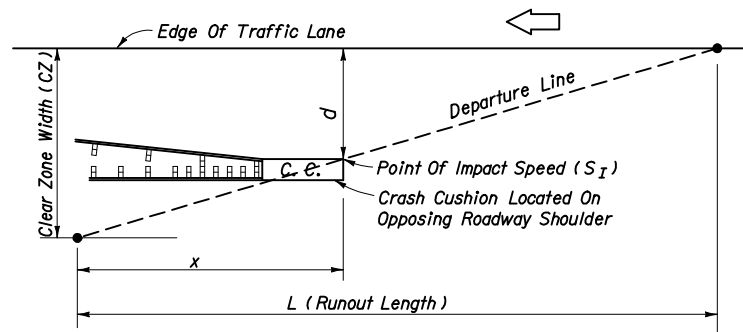 Edge Of Traffic Lane
Clear Zone Width (CZ)
d
Departure Line
C. C.
Point Of Impact Speed (SI)
Crash Cushion Located On
Opposing Roadway Shoulder
x
L (Runout Length)